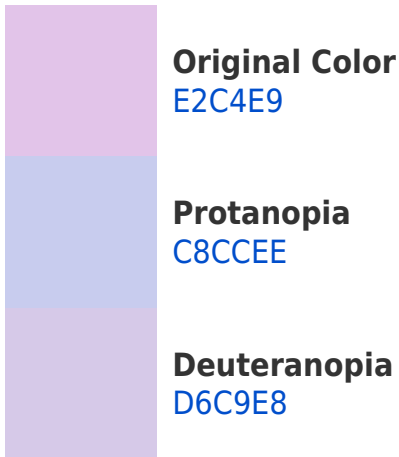 Original Color
E2C4E9
Protanopia
C8CCEE
Deuteranopia
D6C9E8